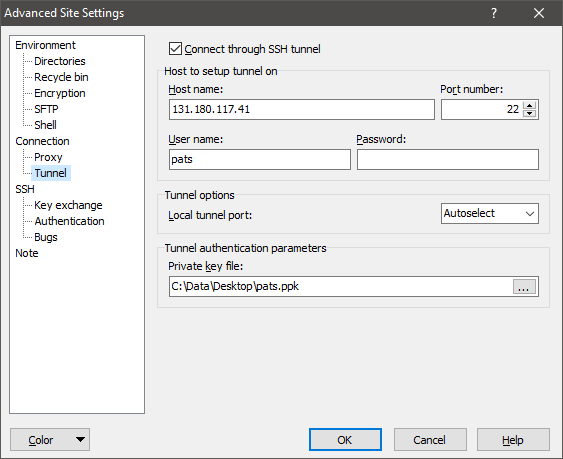 Advanced Site Settings
Environment
Directories
Recycle bin
Encryption
SFTP
Shell
Connection
Proxy
Tunnel
SSH
Key exchange
Authentication
Bugs
Note
Connect through SSH tunnel
Host to setup tunnel on
Host name: Port number:
131.180.117.41 22
User name: Password:
pats
Tunnel options
Local tunnel port: Autoselect
Tunnel authentication parameters
Private key file:
C:\Data\Desktop\pats.ppk ...
Color OK Cancel Help